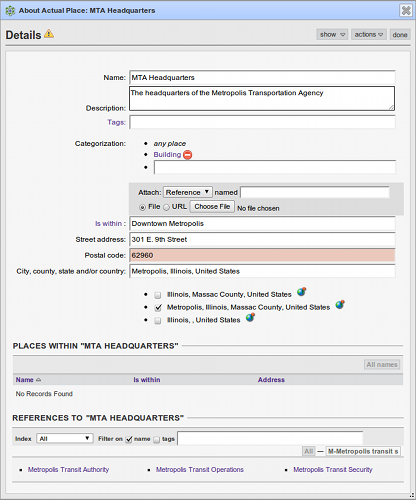 About Actual Place: MTA Headquarters
Details
show actions done
Name: MTA Headquarters
The headquarters of the Metropolis Transportation Agency
Description:
Tags:
Categorization: any place
Building
Attach: Reference named
File URL Choose File No file chosen
Is within : Downtown Metropolis
Street address: 301 E. 9th Street
Postal code: 62960
City, county, state and/or country: Metropolis, Illinois, United States
Illinois, Massac County, United States
Metropolis, Illinois, Massac County, United States
Illinois, , United States
PLACES WITHIN "MTA HEADQUARTERS"
All names
Name Is within Address
No Records Found
REFERENCES TO "MTA HEADQUARTERS"
Index All Filter on name tags
All — M-Metropolis transit s
Metropolis Transit Authority Metropolis Transit Operations Metropolis Transit Security